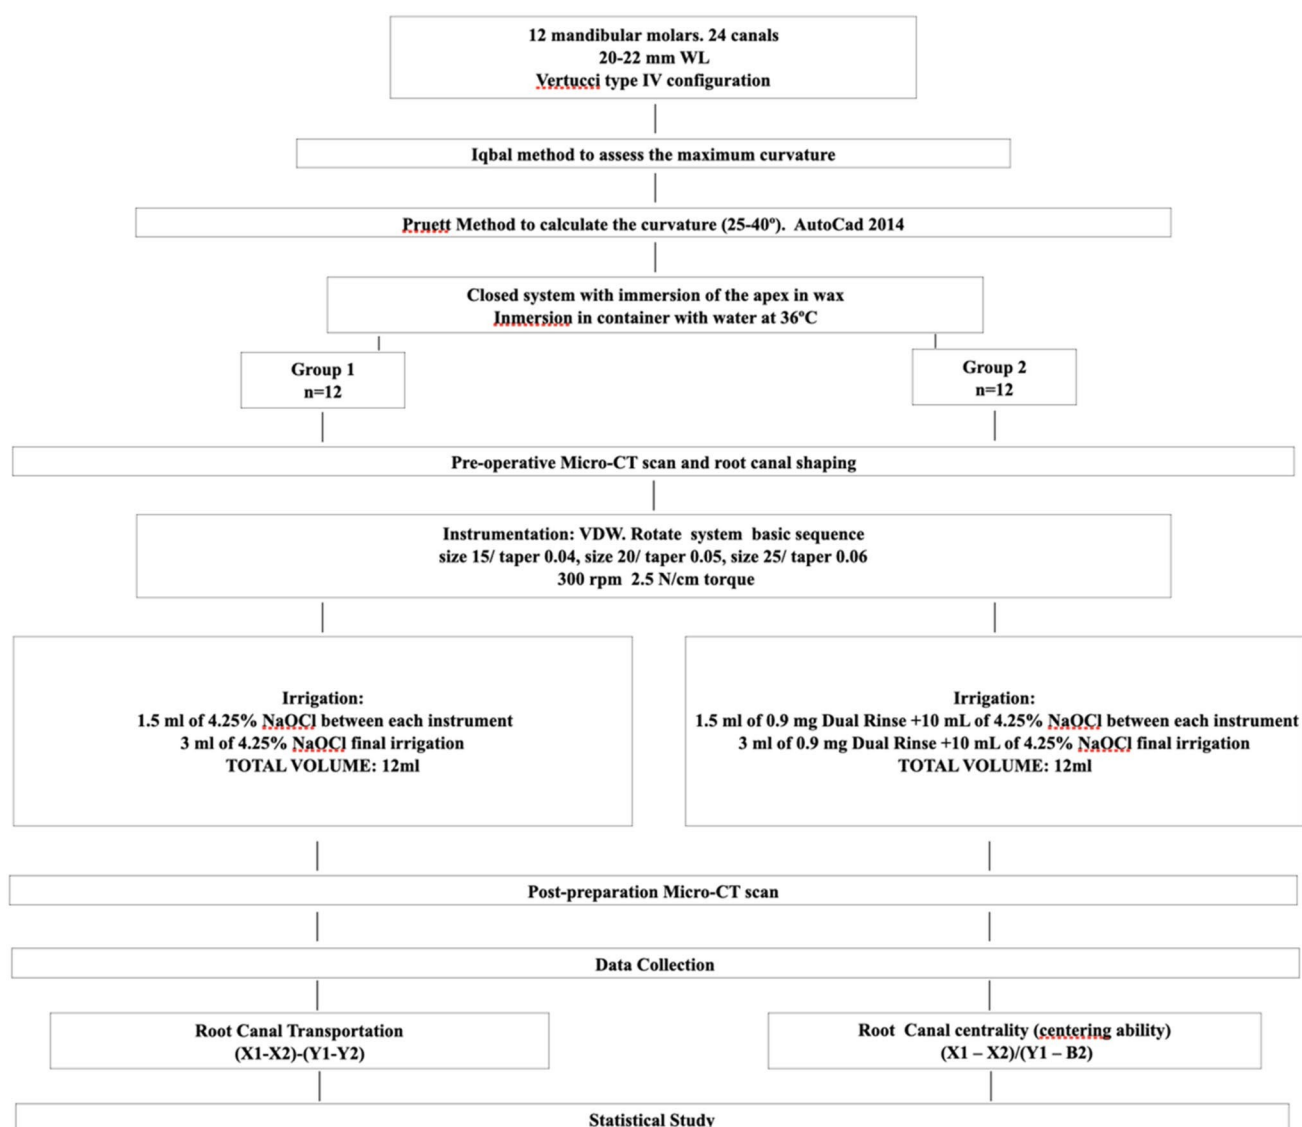 12 mandibular molars. 24 canals
20-22 mm WL
Vertucci type IV configuration
Iqbal method to assess the maximum curvature
Pruett Method to calculate the curvature (25-40º). AutoCad 2014
Closed system with immersion of the apex in wax
Inmersion in container with water at 36ºC
Group 1
n=12
Group 2
n=12
Pre-operative Micro-CT scan and root canal shaping
Instrumentation: VDW. Rotate system basic sequence
size 15/ taper 0.04, size 20/ taper 0.05, size 25/ taper 0.06
300 rpm 2.5 N/cm torque
Irrigation:
1.5 ml of 4.25% NaOCl between each instrument
3 ml of 4.25% NaOCl final irrigation
TOTAL VOLUME: 12ml
Irrigation:
1.5 ml of 0.9 mg Dual Rinse +10 mL of 4.25% NaOCl between each instrument
3 ml of 0.9 mg Dual Rinse +10 mL of 4.25% NaOCl final irrigation
TOTAL VOLUME: 12ml
Post-preparation Micro-CT scan
Data Collection
Root Canal Transportation
(X1-X2)-(Y1-Y2)
Root Canal centrality (centering ability)
(X1 – X2)/(Y1 – B2)
Statistical Study